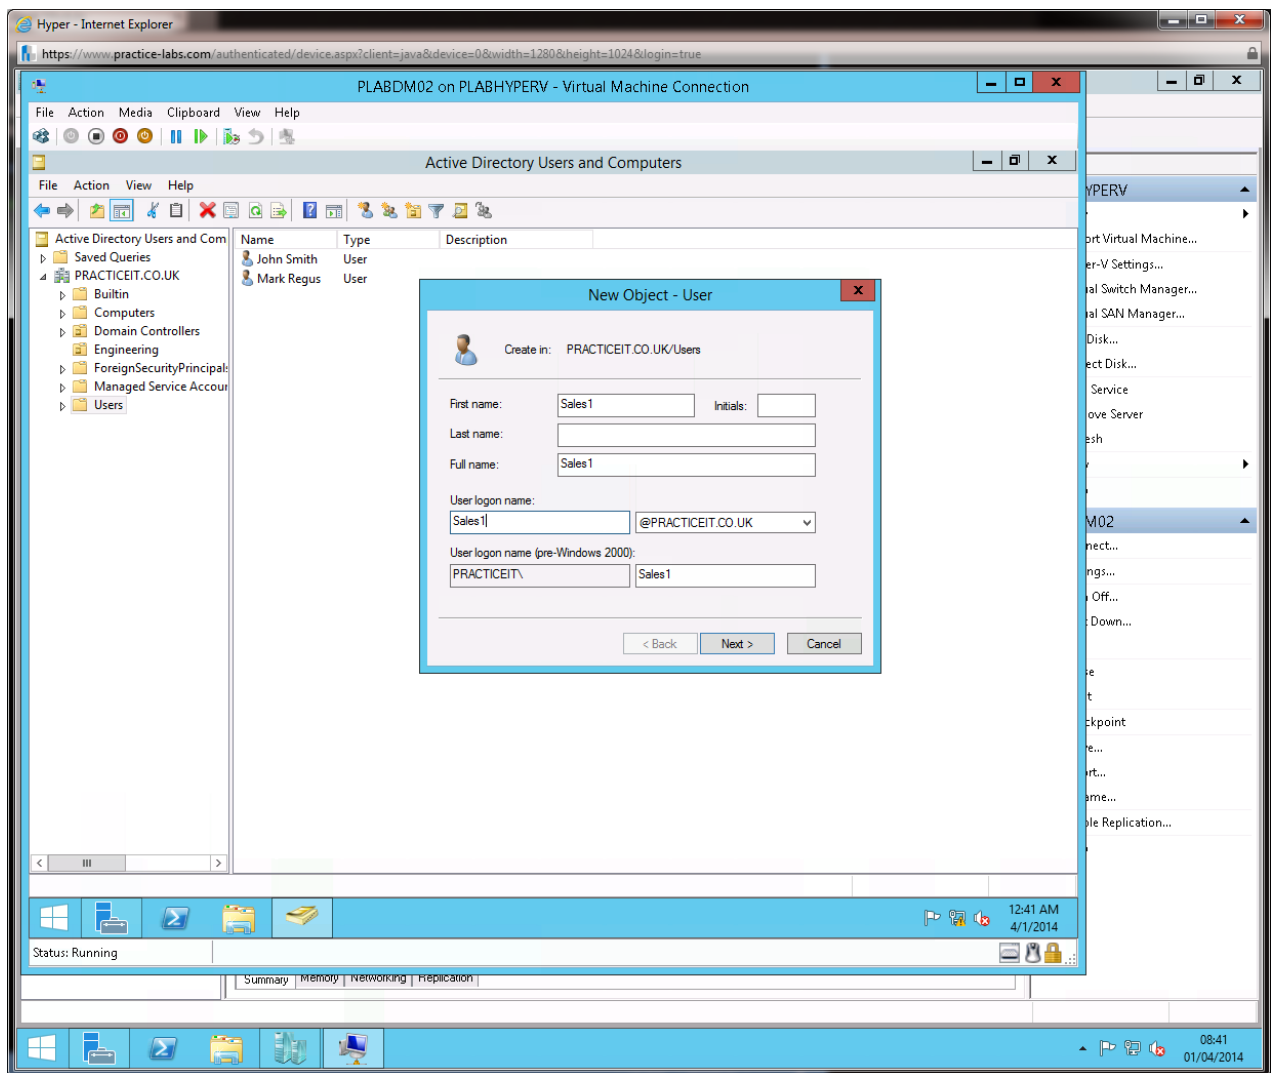 Hyper - Internet Explorer
https://www.practice-labs.com/authenticated/device.aspx?client=java&device=0&width=1280&height=1024&login=true
PLABDM02 on PLABHYPERV - Virtual Machine Connection
File Action Media Clipboard View Help
Active Directory Users and Computers
File Action View Help
Active Directory Users and Com
Saved Queries
PRACTICEIT.CO.UK
Builtin
Computers
Domain Controllers
Engineering
ForeignSecurityPrincipal:
Managed Service Accour
Users
Name Type Description
John Smith User
Mark Regus User
New Object - User
Create in: PRACTICEIT.CO.UK/Users
First name: Sales1 Initials:
Last name:
Full name: Sales1
User logon name:
Sales1 @PRACTICEIT.CO.UK
User logon name (pre-Windows 2000):
PRACTICEIT\ Sales1
< Back Next > Cancel
YPERV
ort Virtual Machine...
er-V Settings...
ual Switch Manager...
ual SAN Manager...
Disk...
ect Disk...
Service
ove Server
esh
M02
nect...
ngs...
Off...
Down...
se
t
ckpoint
ve...
ort...
ame...
ble Replication...
12:41 AM
4/1/2014
Status: Running
Summary Memory Networking Replication
08:41
01/04/2014